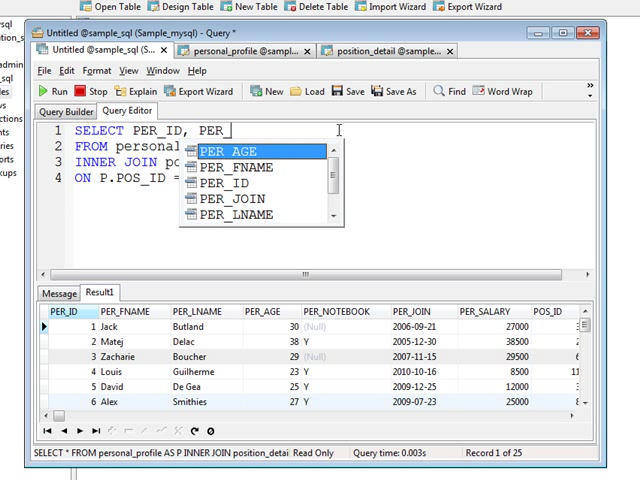 Open Table Design Table New Table Delete Table Import Wizard Export Wizard
ysql
Untitled @sample_sql (Sample_mysql) - Query *
Untitled @sample_sql (S... personal_profile @sampl... position_detail @sample...
File Edit Format View Window Help
Run Stop Explain Export Wizard New Load Save Save As Find Word Wrap
Query Builder Query Editor
1 SELECT PER_ID, PER_
2 FROM personal
3 INNER JOIN po
4 ON P.POS_ID =
PER_AGE
PER_FNAME
PER_ID
PER_JOIN
PER_LNAME
Message Result1
PER_ID PER_FNAME PER_LNAME PER_AGE PER_NOTEBOOK PER_JOIN PER_SALARY POS_ID
1 Jack Butland 30 (Null) 2006-09-21 27000
2 Matej Delac 38 Y 2005-12-30 38500
3 Zacharie Boucher 29 (Null) 2007-11-15 29500
4 Louis Guilherme 23 Y 2010-10-16 8500 11
5 David De Gea 25 Y 2009-12-25 12000
6 Alex Smithies 27 Y 2009-07-23 25000
SELECT * FROM personal_profile AS P INNER JOIN position_detai Read Only Query time: 0.003s Record 1 of 25